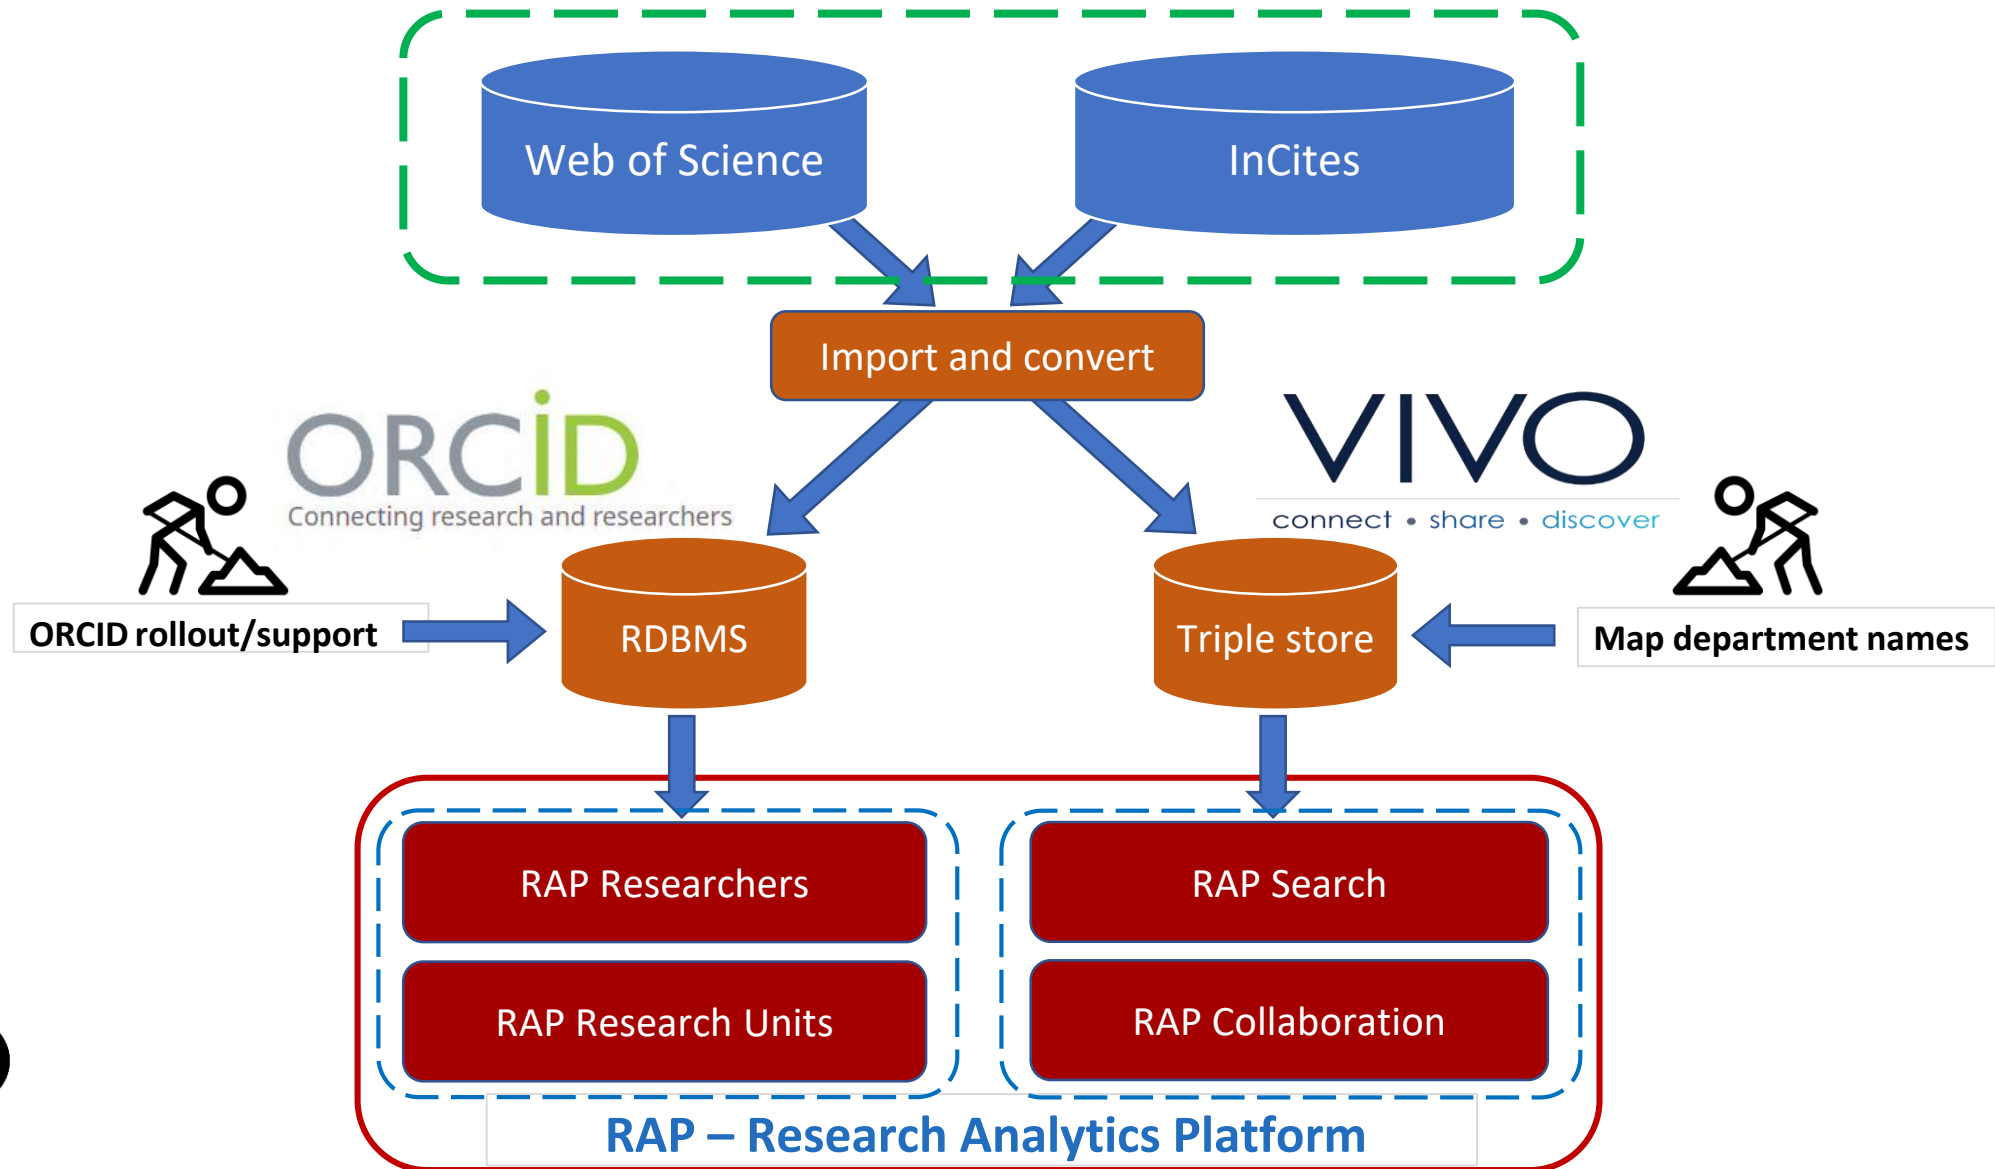 Web of Science
InCites
Import and convert
ORCiD
Connecting research and researchers
VIVO
connect • share • discover
ORCID rollout/support
RDBMS
Triple store
Map department names
RAP Researchers
RAP Search
RAP Research Units
RAP Collaboration
RAP – Research Analytics Platform